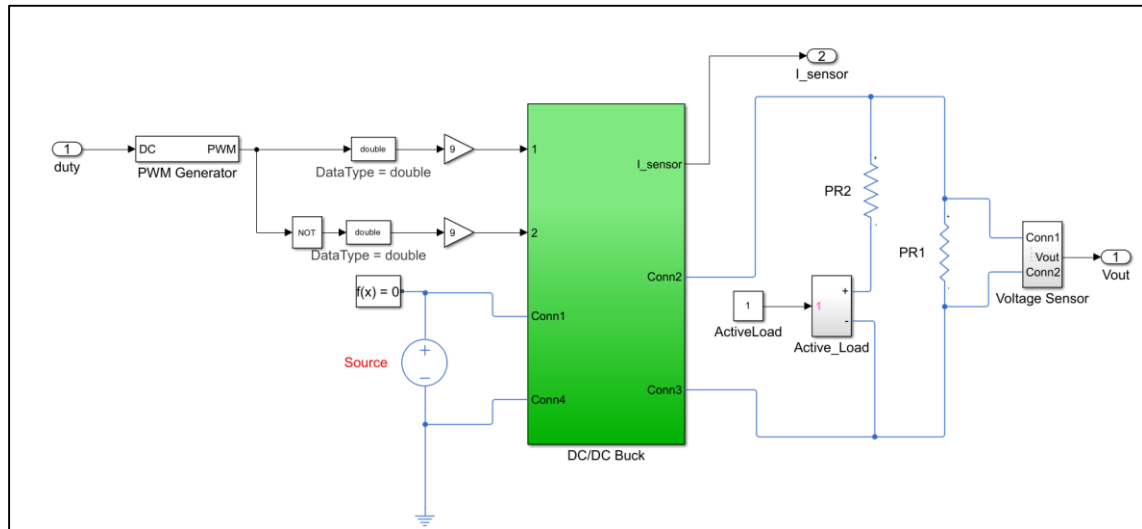 2
I_sensor
1
duty
DC PWM
PWM Generator
double
DataType = double
9
1
I_sensor
NOT
double
DataType = double
9
2
PR2
+
-
PR1
+
-
Conn1
Vout
Conn2
Voltage Sensor
1
Vout
f(x) = 0
Conn1
Conn2
1
ActiveLoad
1
+
-
Active_Load
Source
+
−
Conn4
Conn3
DC/DC Buck